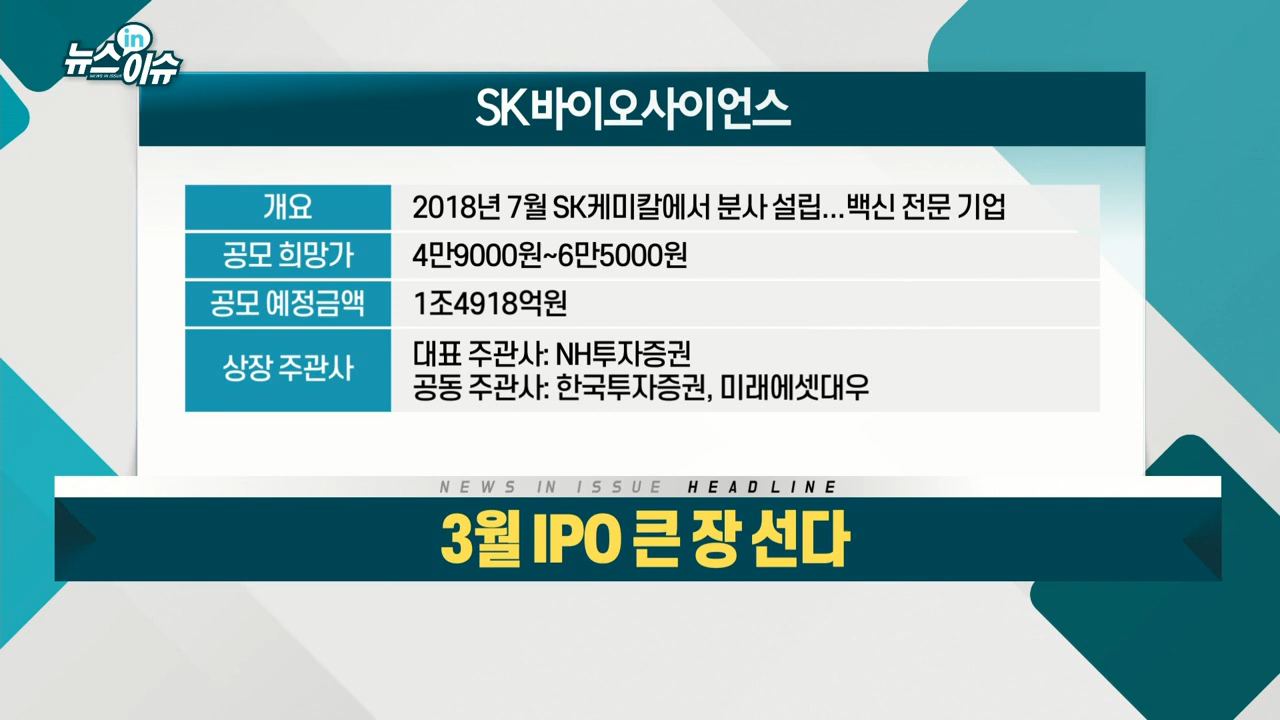 뉴스in이슈
NEWS IN ISSUE
SK바이오사이언스
개요
2018년 7월 SK케미칼에서 분사 설립...백신 전문 기업
공모 희망가
4만9000원~6만5000원
공모 예정금액
1조4918억원
상장 주관사
대표 주관사: NH투자증권
공동 주관사: 한국투자증권, 미래에셋대우
NEWS IN ISSUE HEADLINE
3월 IPO 큰 장 선다